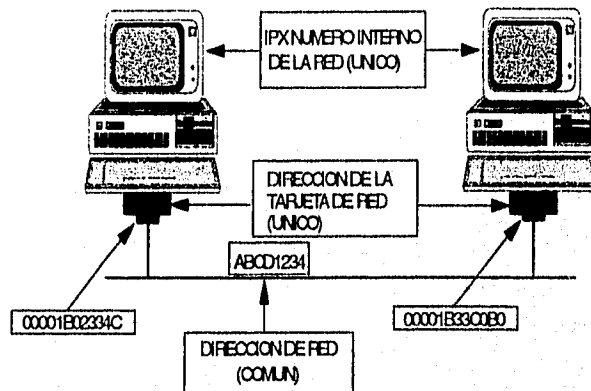 IPX NUMERO INTERNO
DE LA RED (UNICO)
DIRECCION DE LA
TARJETA DE RED
(UNICO)
ABCD1234
00001B02334C
00001B33C0B0
DIRECCION DE RED
(COMUN)